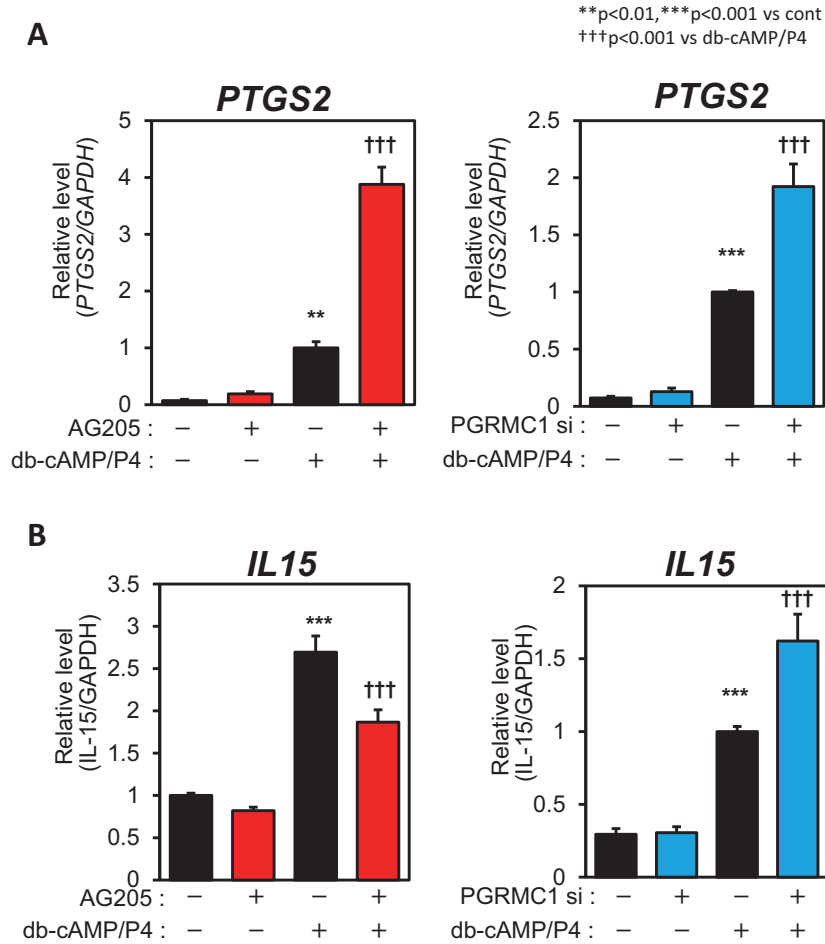 **p<0.01,***p<0.001 vs cont
†††p<0.001 vs db-cAMP/P4
A
PTGS2
Relative level
(PTGS2/GAPDH)
5
4
3
2
1
0
**
†††
AG205 : − + − +
db-cAMP/P4 : − − + +
PTGS2
Relative level
(PTGS2/GAPDH)
2.5
2
1.5
1
0.5
0
***
†††
PGRMC1 si : − + − +
db-cAMP/P4 : − − + +
B
IL15
Relative level
(IL-15/GAPDH)
3.5
3
2.5
2
1.5
1
0.5
0
***
†††
AG205 : − + − +
db-cAMP/P4 : − − + +
IL15
Relative level
(IL-15/GAPDH)
2
1.5
1
0.5
0
***
†††
PGRMC1 si : − + − +
db-cAMP/P4 : − − + +